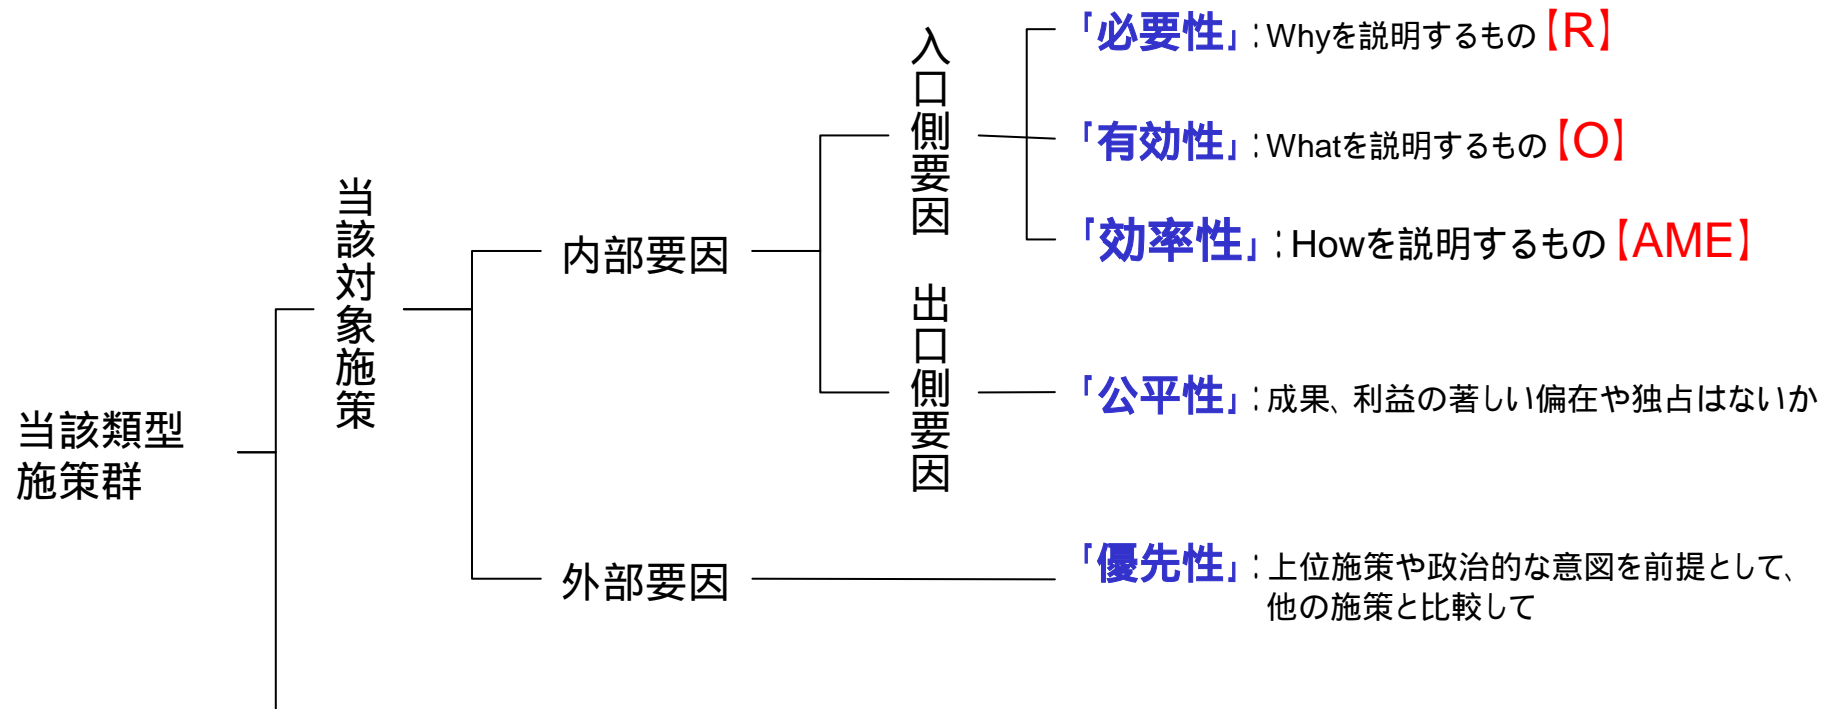 当該類型
施策群
当該対象施策
内部要因
外部要因
入口側要因
出口側要因
「必要性」:Whyを説明するもの【R】
「有効性」:Whatを説明するもの【O】
「効率性」:Howを説明するもの【AME】
「公平性」:成果、利益の著しい偏在や独占はないか
「優先性」:上位施策や政治的な意図を前提として、
他の施策と比較して